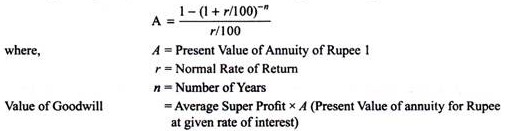 A = 1 – (1 + r/100)⁻ⁿ / r/100
where,
A = Present Value of Annuity of Rupee 1
r = Normal Rate of Return
n = Number of Years
Value of Goodwill = Average Super Profit × A (Present Value of annuity for Rupee
at given rate of interest)